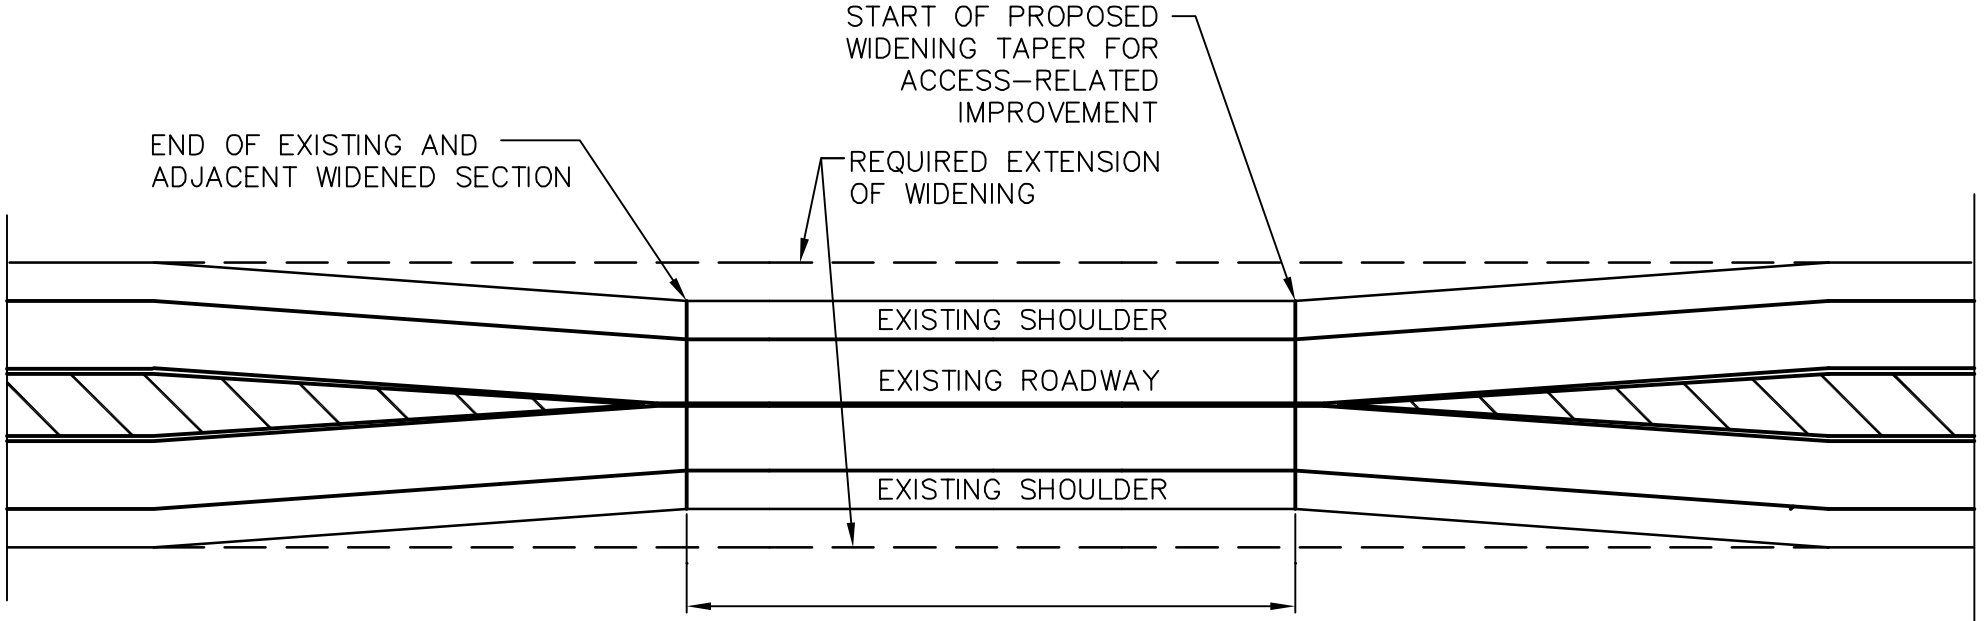 START OF PROPOSED
WIDENING TAPER FOR
ACCESS-RELATED
IMPROVEMENT
END OF EXISTING AND
ADJACENT WIDENED SECTION
REQUIRED EXTENSION
OF WIDENING
EXISTING SHOULDER
EXISTING ROADWAY
EXISTING SHOULDER